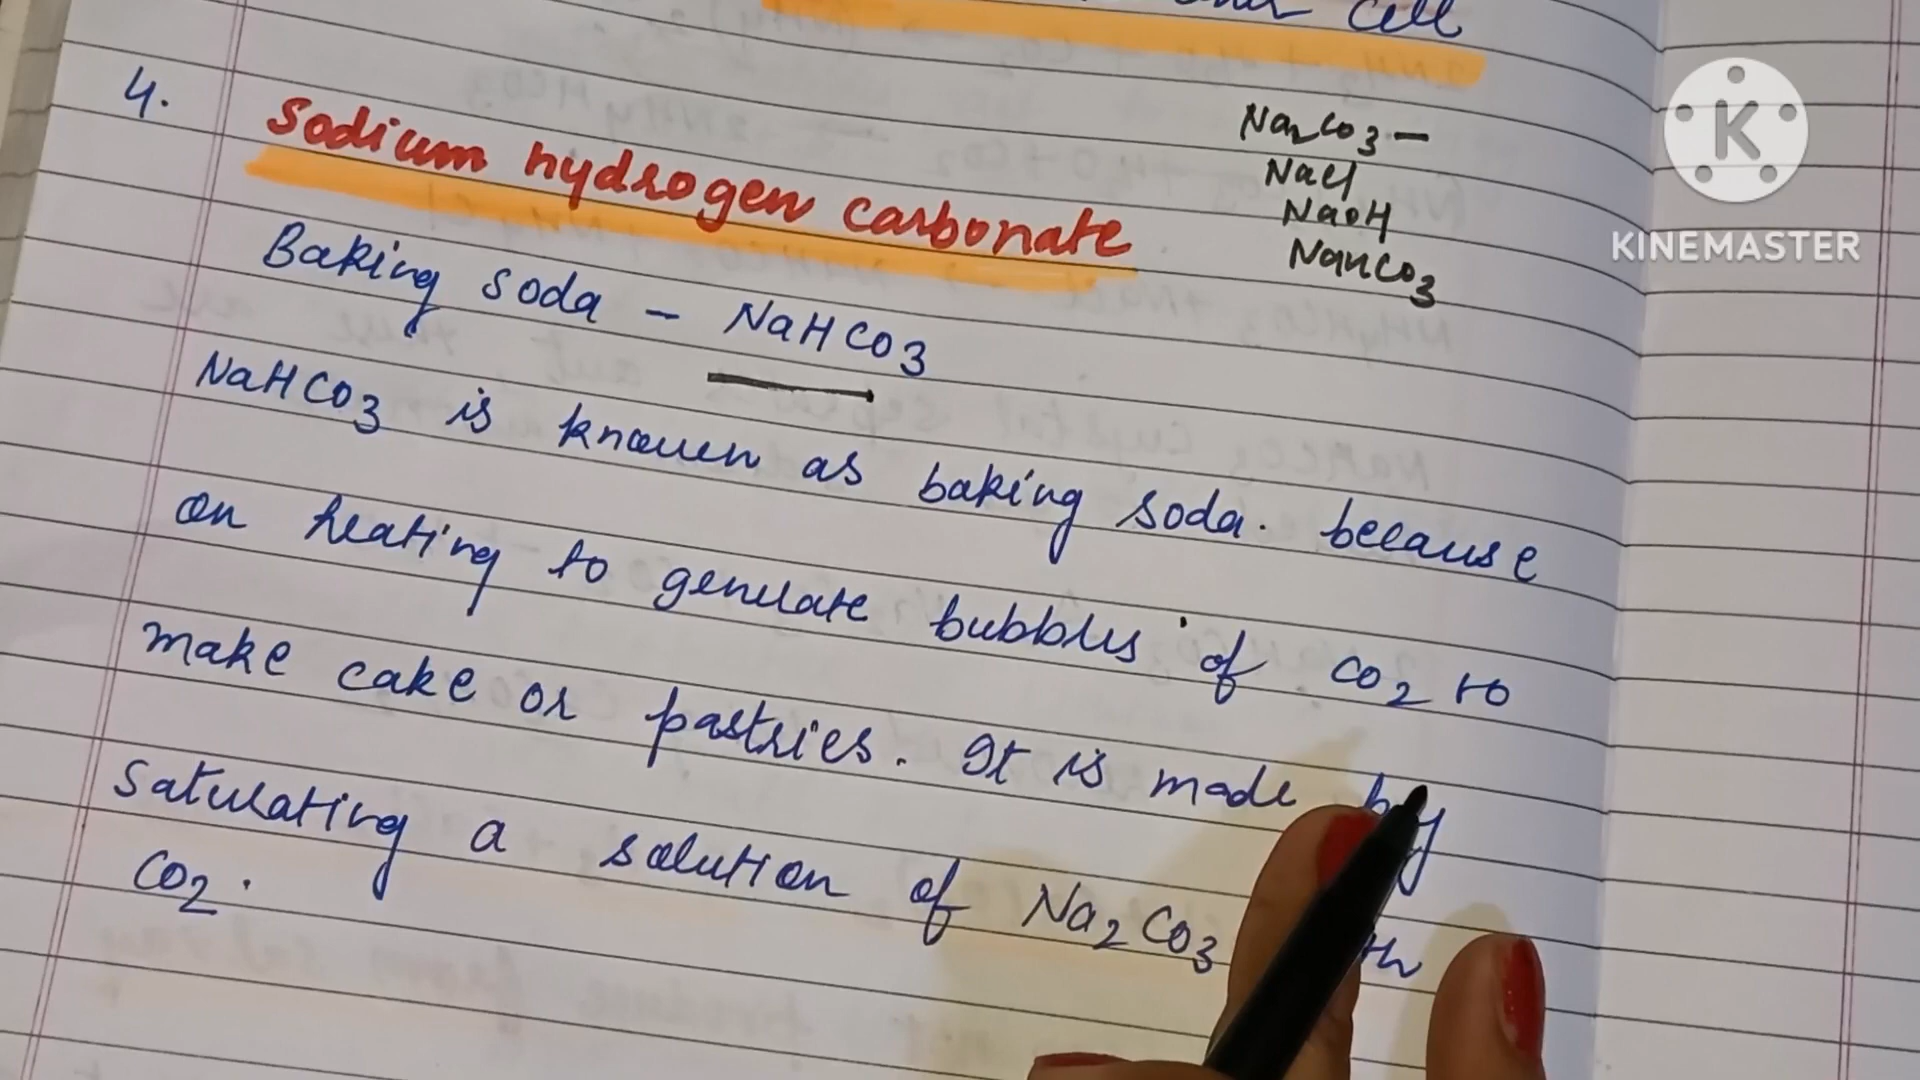 cell
4.
Sodium hydrogen carbonate
Na2CO3 -
NaCl
NaOH
NaHCO3
KINEMASTER
Baking soda - NaHCO3
NaHCO3 is known as baking soda. because
on heating to generate bubbles of CO2 to
make cake or pastries. It is made by
saturating a solution of Na2CO3
CO2.